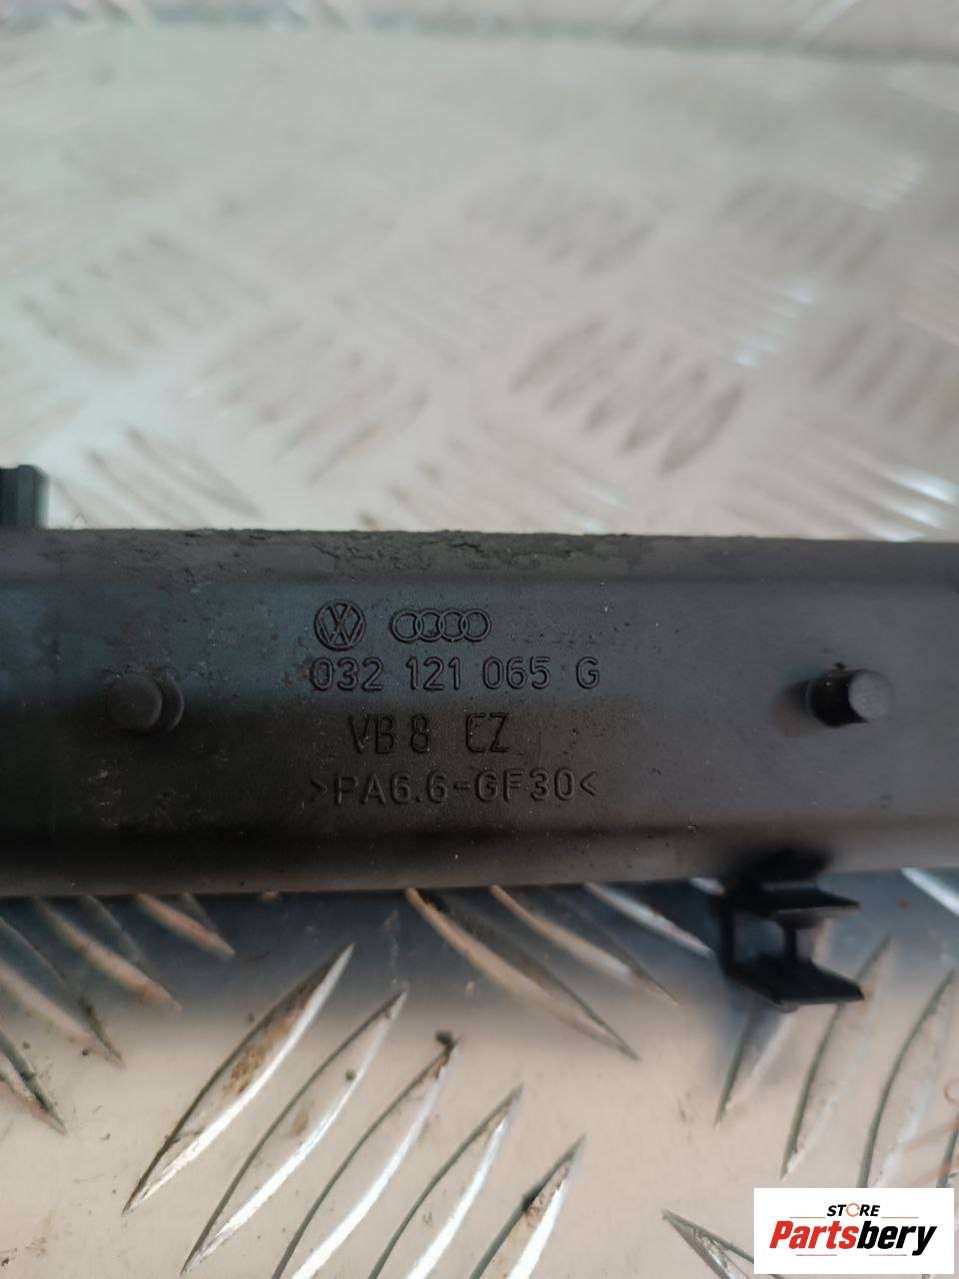 032 121 065 G
VB 8 EZ
>PA6.6-GF30<
STORE
Partsbery